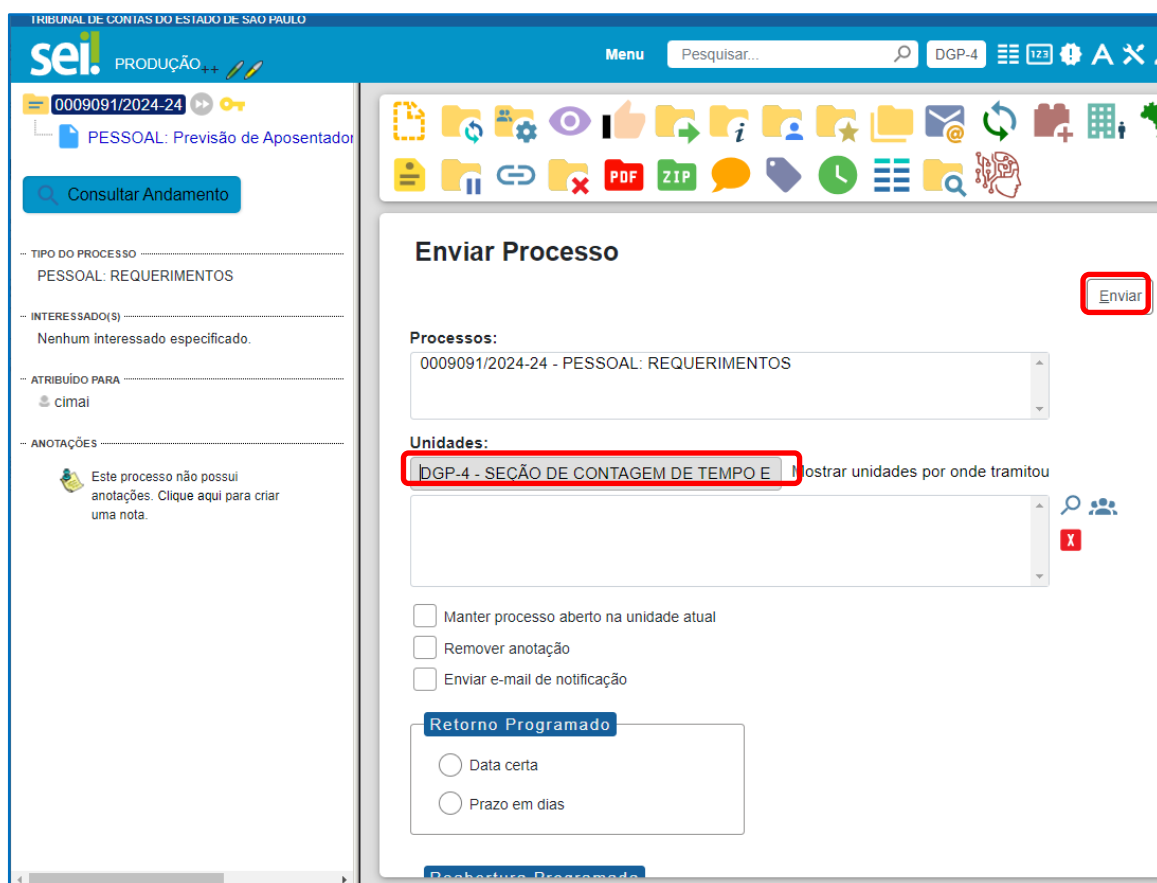 TRIBUNAL DE CONTAS DO ESTADO DE SÃO PAULO
sei! PRODUÇÃO++ Menu Pesquisar... DGP-4 123
0009091/2024-24
PESSOAL: Previsão de Aposentador
Consultar Andamento
PDF ZIP
TIPO DO PROCESSO
PESSOAL: REQUERIMENTOS
INTERESSADO(S)
Nenhum interessado especificado.
ATRIBUÍDO PARA
cimai
ANOTAÇÕES
Este processo não possui
anotações. Clique aqui para criar
uma nota.
Enviar Processo
Enviar
Processos:
0009091/2024-24 - PESSOAL: REQUERIMENTOS
Unidades:
DGP-4 - SEÇÃO DE CONTAGEM DE TEMPO E Mostrar unidades por onde tramitou
X
Manter processo aberto na unidade atual
Remover anotação
Enviar e-mail de notificação
Retorno Programado
Data certa
Prazo em dias
Reabertura Programada